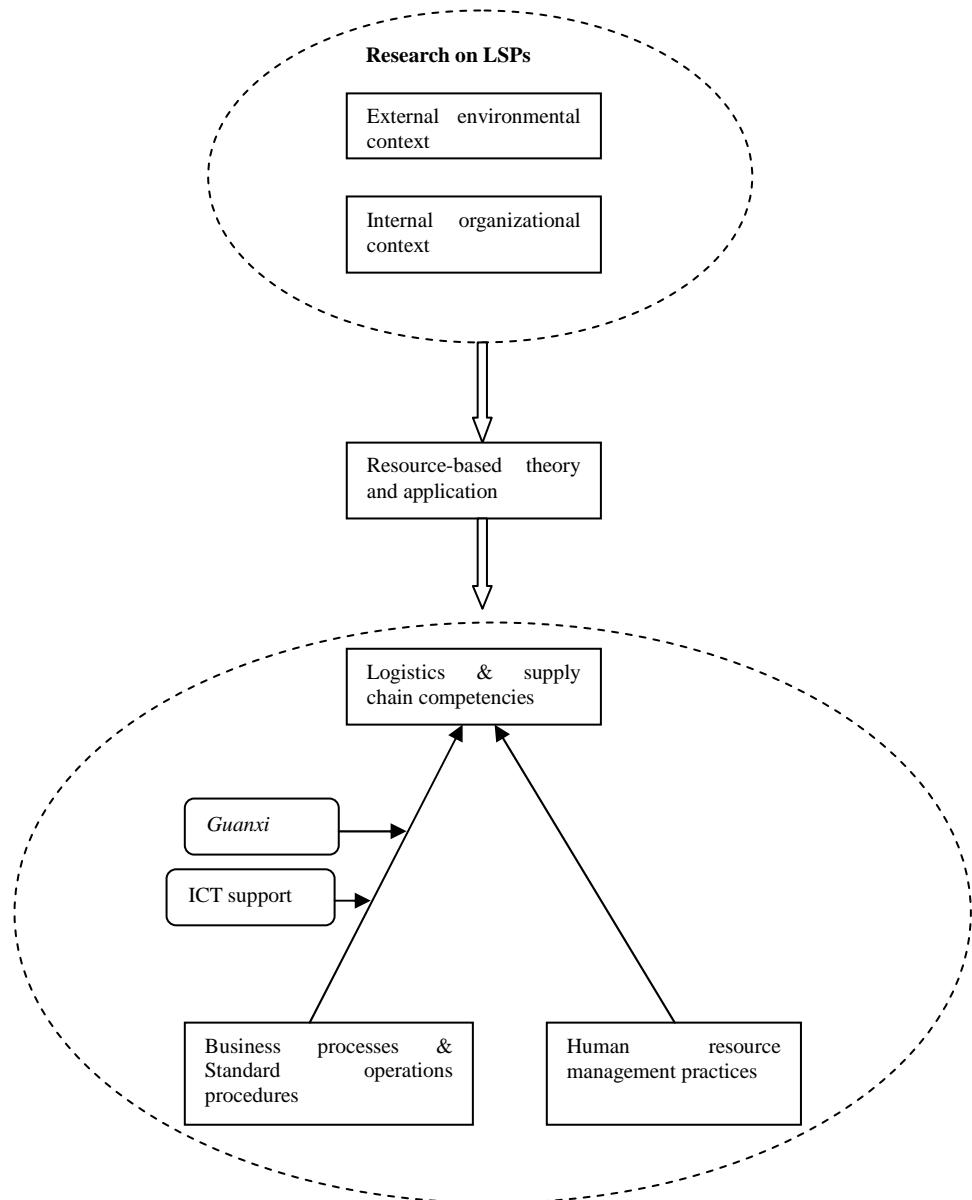 Research on LSPs
External environmental
context
Internal organizational
context
Resource-based theory
and application
Logistics & supply
chain competencies
Guanxi
ICT support
Business processes &
Standard operations
procedures
Human resource
management practices